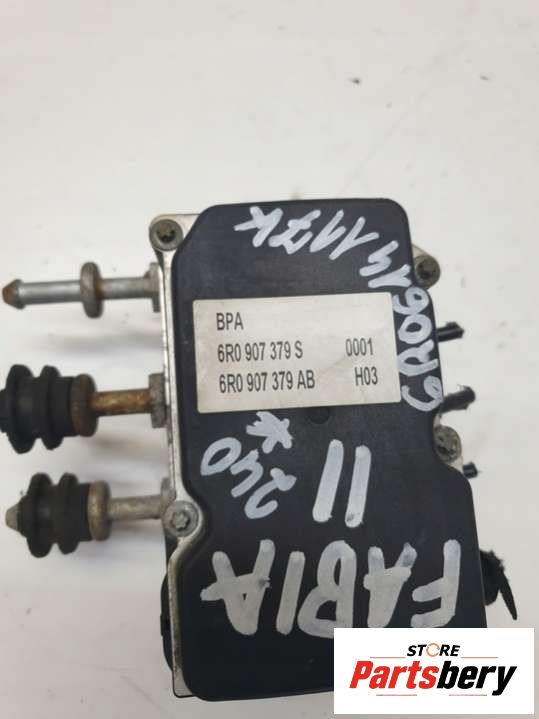 6R0614117K
BPA
6R0 907 379 S 0001
6R0 907 379 AB H03
240 *
II
FABIA
STORE
Partsbery